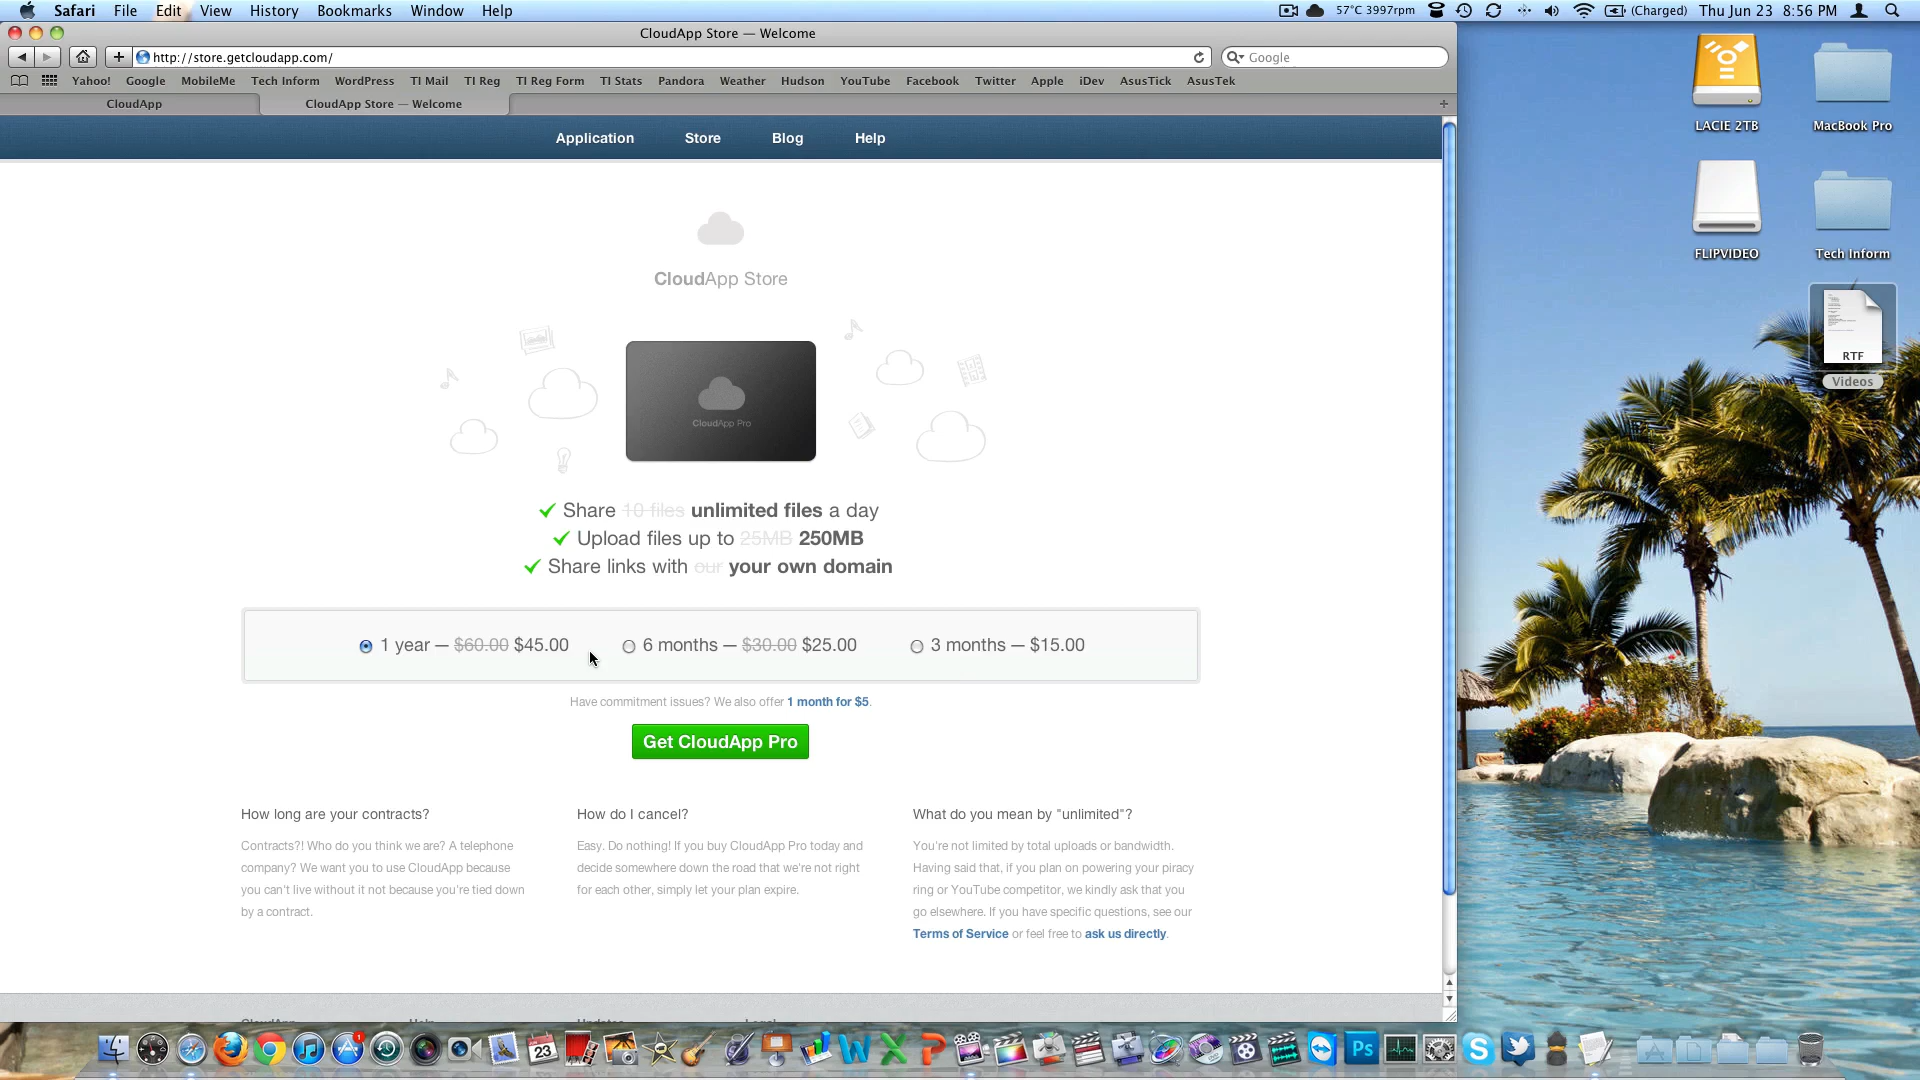 Safari File Edit View History Bookmarks Window Help
57°C 3997rpm (Charged) Thu Jun 23 8:56 PM
CloudApp Store — Welcome
http://store.getcloudapp.com/
Google
Yahoo! Google MobileMe Tech Inform WordPress TI Mail TI Reg TI Reg Form TI Stats Pandora Weather Hudson YouTube Facebook Twitter Apple iDev AsusTick AsusTek
CloudApp
CloudApp Store — Welcome
Application Store Blog Help
CloudApp Store
CloudApp Pro
Share 10 files unlimited files a day
Upload files up to 25MB 250MB
Share links with our your own domain
1 year — $60.00 $45.00
6 months — $30.00 $25.00
3 months — $15.00
Have commitment issues? We also offer 1 month for $5.
Get CloudApp Pro
How long are your contracts?
Contracts?! Who do you think we are? A telephone
company? We want you to use CloudApp because
you can't live without it not because you're tied down
by a contract.
How do I cancel?
Easy. Do nothing! If you buy CloudApp Pro today and
decide somewhere down the road that we're not right
for each other, simply let your plan expire.
What do you mean by "unlimited"?
You're not limited by total uploads or bandwidth.
Having said that, if you plan on powering your piracy
ring or YouTube competitor, we kindly ask that you
go elsewhere. If you have specific questions, see our
Terms of Service or feel free to ask us directly.
LACIE 2TB
MacBook Pro
FLIPVIDEO
Tech Inform
RTF
Videos
1
23
Ps